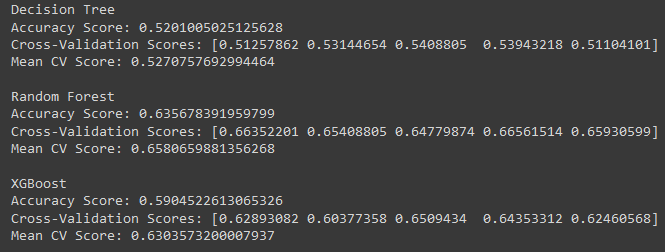 Decision Tree
Accuracy Score: 0.5201005025125628
Cross-Validation Scores: [0.51257862 0.53144654 0.5408805  0.53943218 0.51104101]
Mean CV Score: 0.5270757692994464
Random Forest
Accuracy Score: 0.635678391959799
Cross-Validation Scores: [0.66352201 0.65408805 0.64779874 0.66561514 0.65930599]
Mean CV Score: 0.6580659881356268
XGBoost
Accuracy Score: 0.5904522613065326
Cross-Validation Scores: [0.62893082 0.60377358 0.6509434  0.64353312 0.62460568]
Mean CV Score: 0.6303573200007937